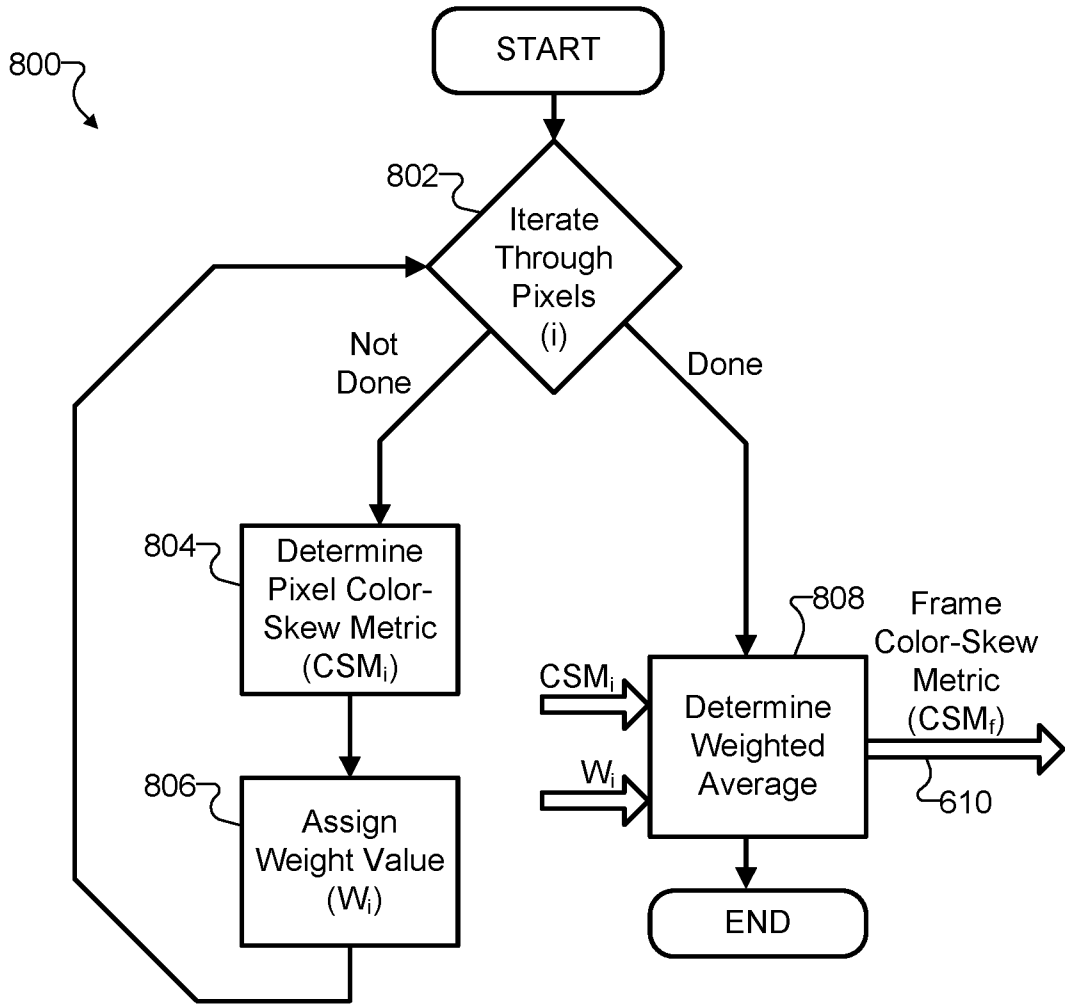 800
START
802
Iterate
Through
Pixels
(i)
Not
Done
Done
804
Determine
Pixel Color-
Skew Metric
(CSMi)
806
Assign
Weight Value
(Wi)
808
CSMi
Wi
Determine
Weighted
Average
Frame
Color-Skew
Metric
(CSMf)
610
END